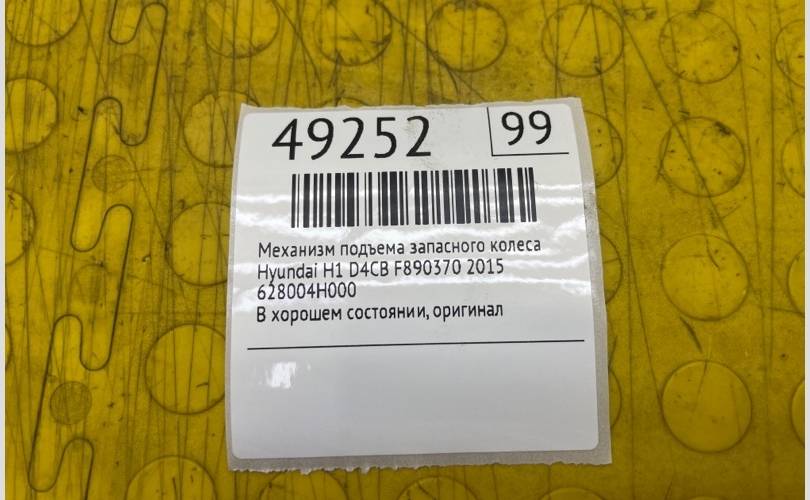 49252
99
Механизм подъема запасного колеса
Hyundai H1 D4CB F890370 2015
628004H000
В хорошем состоянии, оригинал